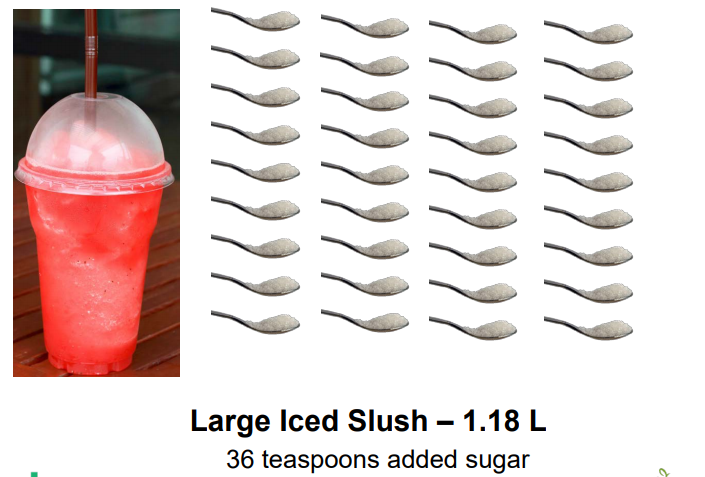 Large Iced Slush – 1.18 L
36 teaspoons added sugar